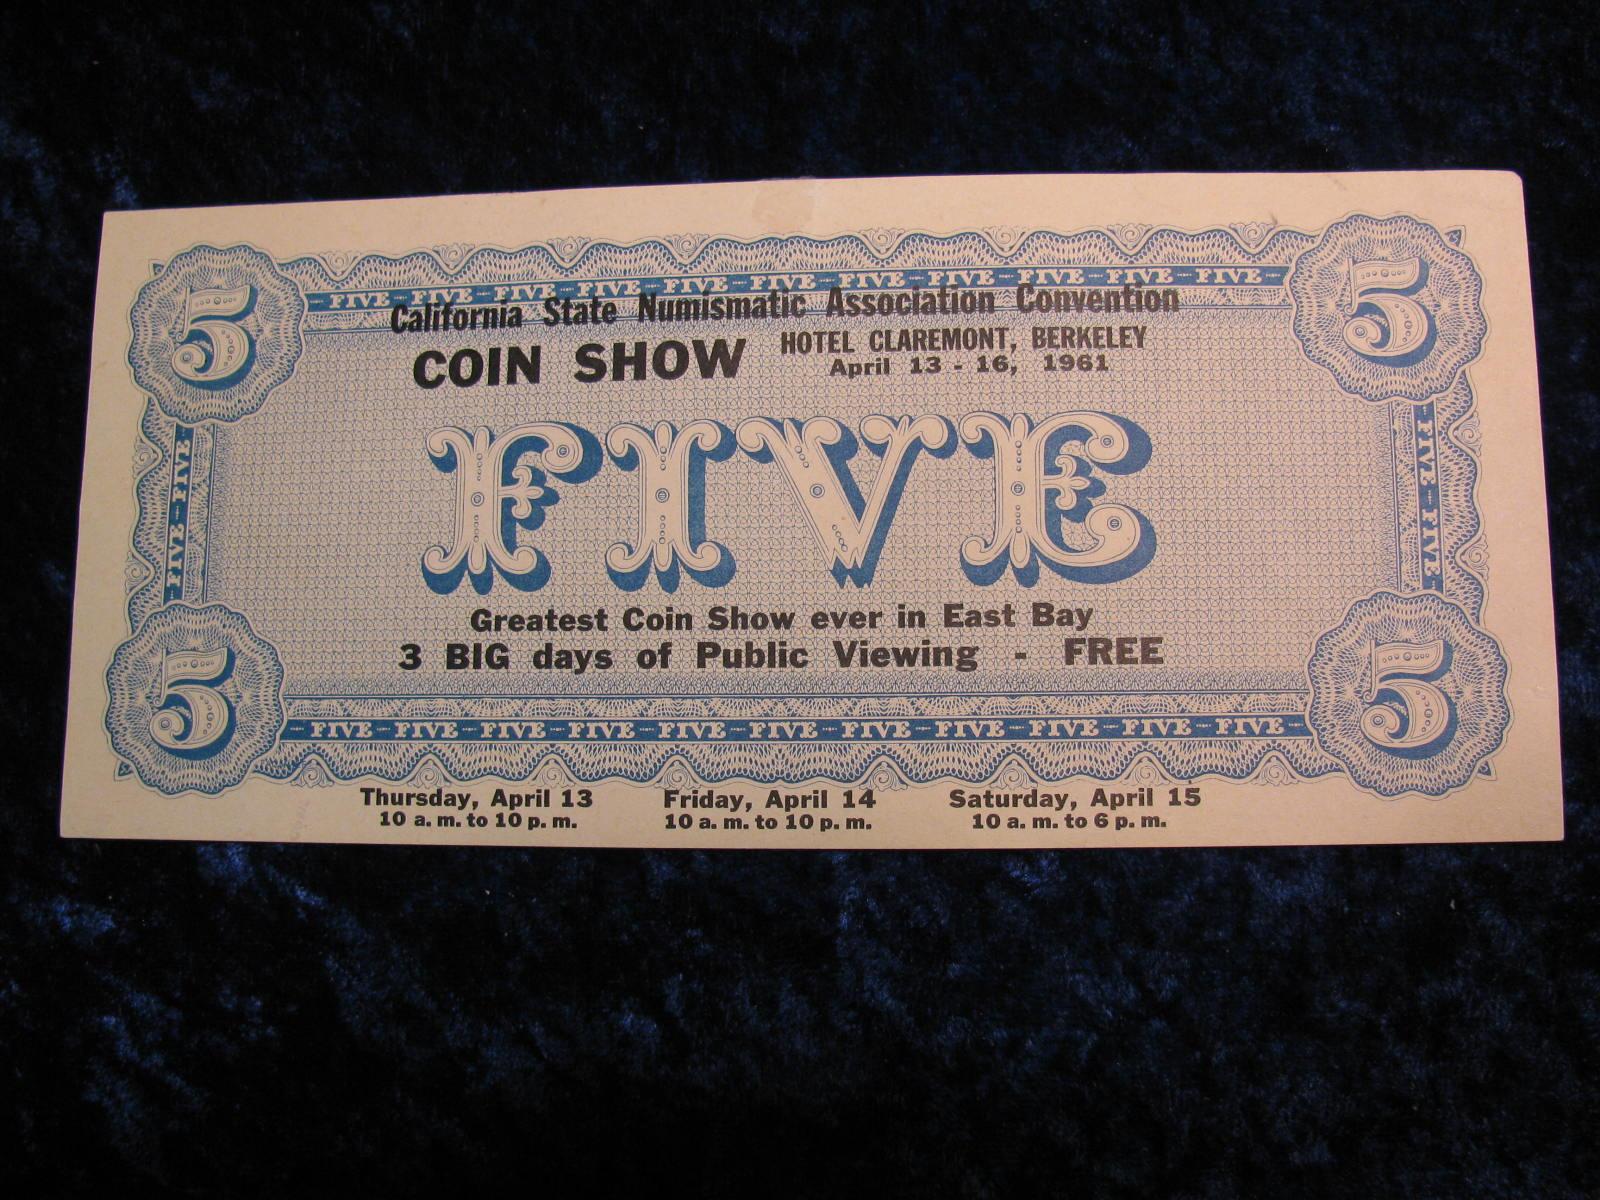 5 FIVE FIVE FIVE FIVE FIVE FIVE FIVE FIVE FIVE FIVE FIVE 5
California State Numismatic Association Convention
COIN SHOW HOTEL CLAREMONT, BERKELEY
April 13 - 16, 1961
FIVE FIVE
FIVE
FIVE FIVE
Greatest Coin Show ever in East Bay
3 BIG days of Public Viewing - FREE
5 FIVE FIVE FIVE FIVE FIVE FIVE FIVE FIVE FIVE FIVE FIVE 5
Thursday, April 13 Friday, April 14 Saturday, April 15
10 a. m. to 10 p. m. 10 a. m. to 10 p. m. 10 a. m. to 6 p. m.